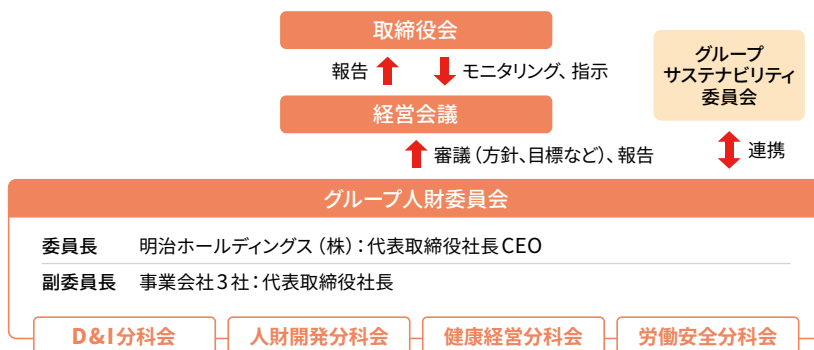 取締役会
報告
モニタリング、指示
グループ
サステナビリティ
委員会
経営会議
審議（方針、目標など）、報告
連携
グループ人財委員会
委員長 明治ホールディングス（株）：代表取締役社長CEO
副委員長 事業会社3社：代表取締役社長
D&I分科会
人財開発分科会
健康経営分科会
労働安全分科会